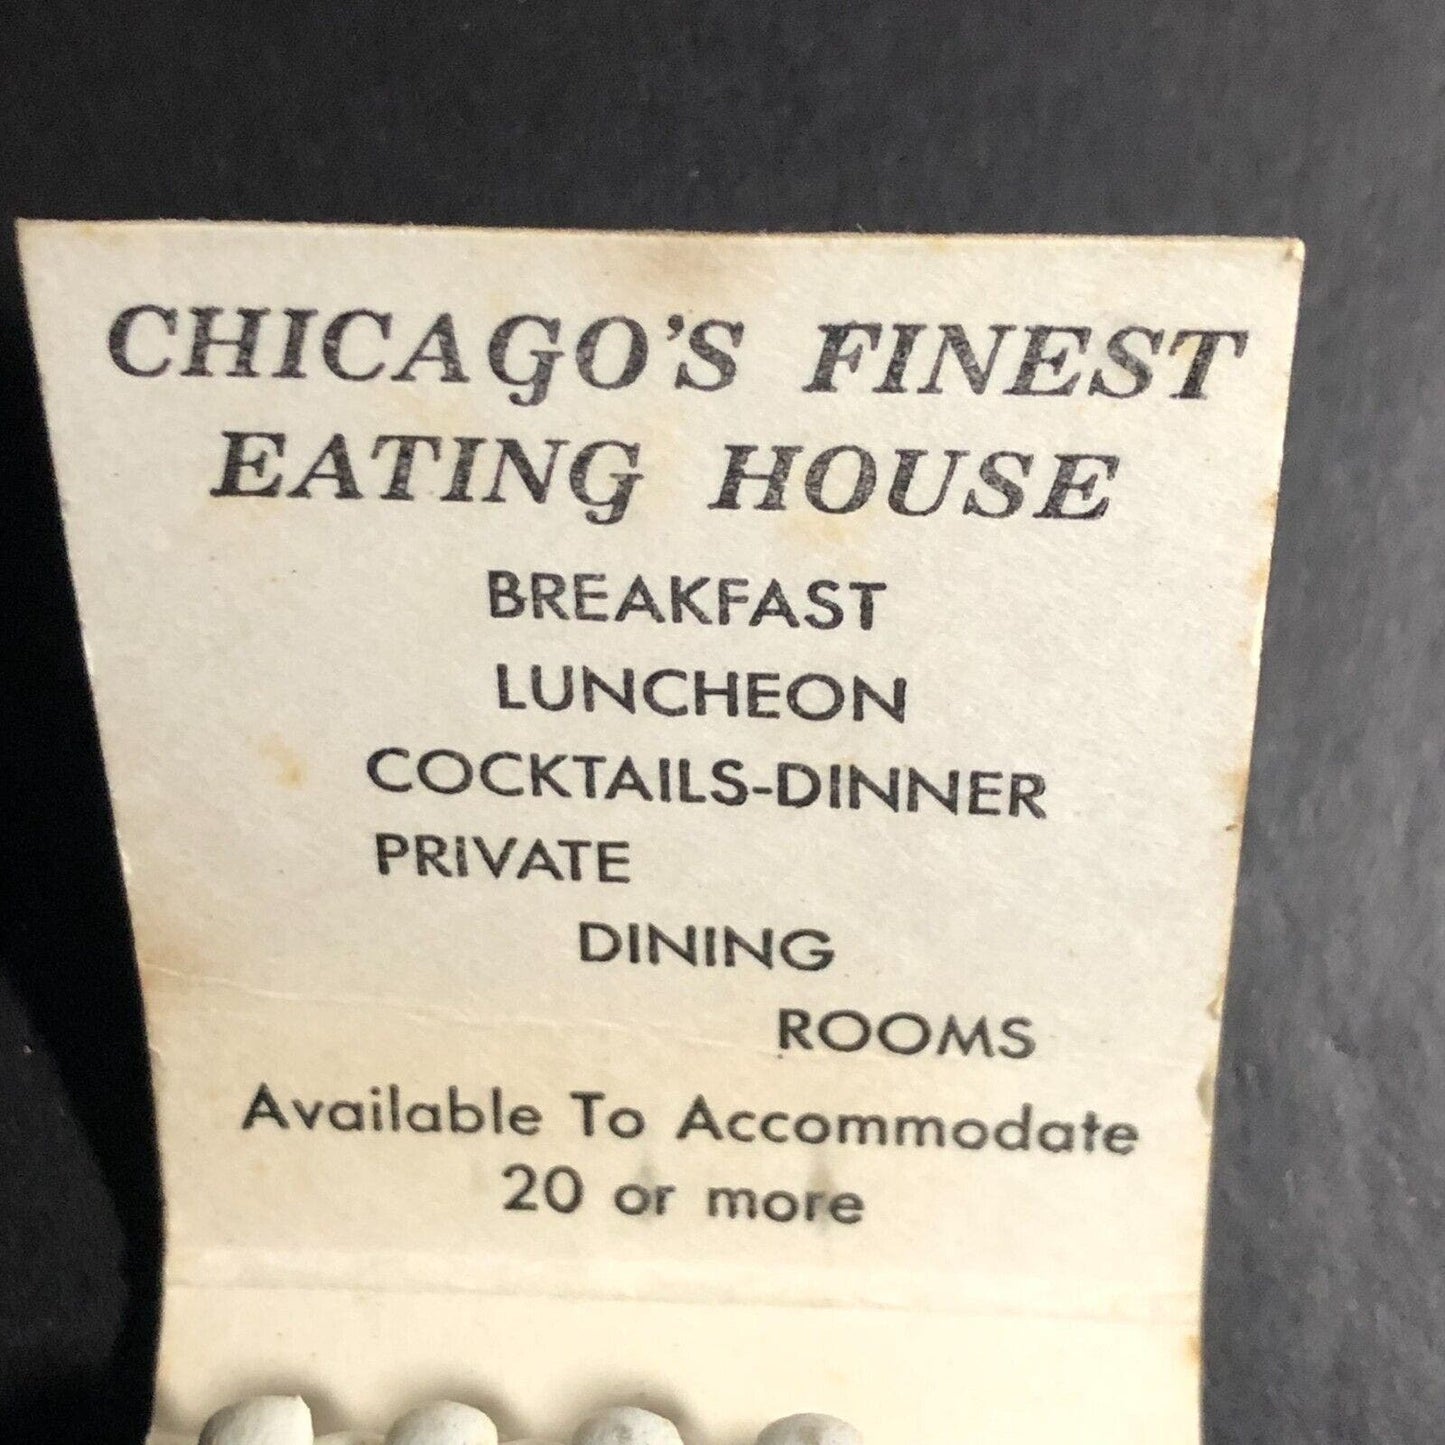 CHICAGO'S FINEST
EATING HOUSE
BREAKFAST
LUNCHEON
COCKTAILS-DINNER
PRIVATE
DINING
ROOMS
Available To Accommodate
20 or more